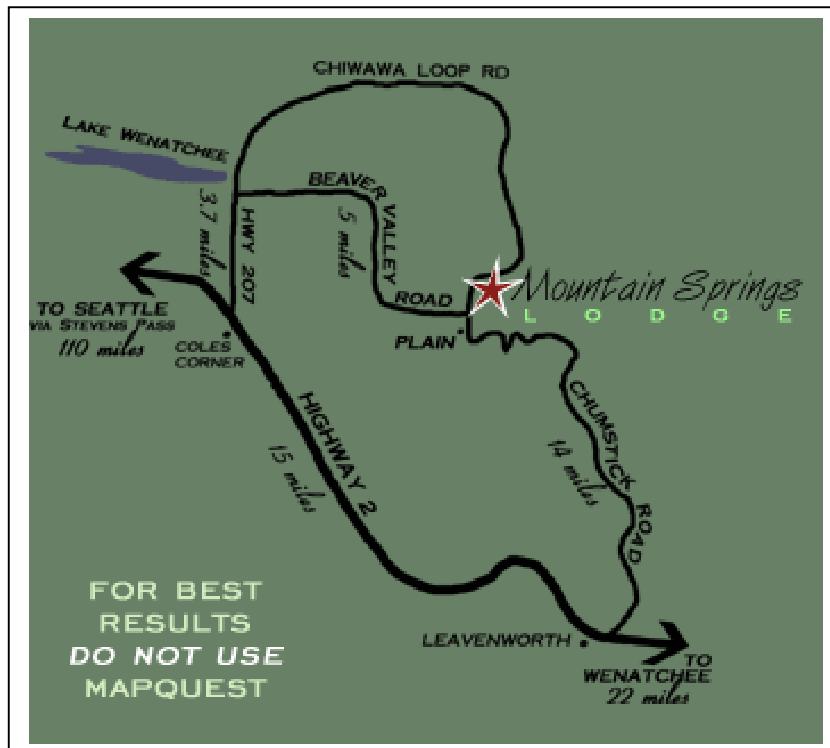 CHIWAWA LOOP RD
LAKE WENATCHEE
BEAVER VALLEY ROAD
5 miles
3.7 miles
HWY 207
Mountain Springs
LODGE
TO SEATTLE
VIA STEVENS PASS
110 miles
COLES
CORNER
PLAIN
HIGHWAY 2
15 miles
CHUMSTICK ROAD
14 miles
FOR BEST
RESULTS
DO NOT USE
MAPQUEST
LEAVENWORTH
TO
WENATCHEE
22 miles